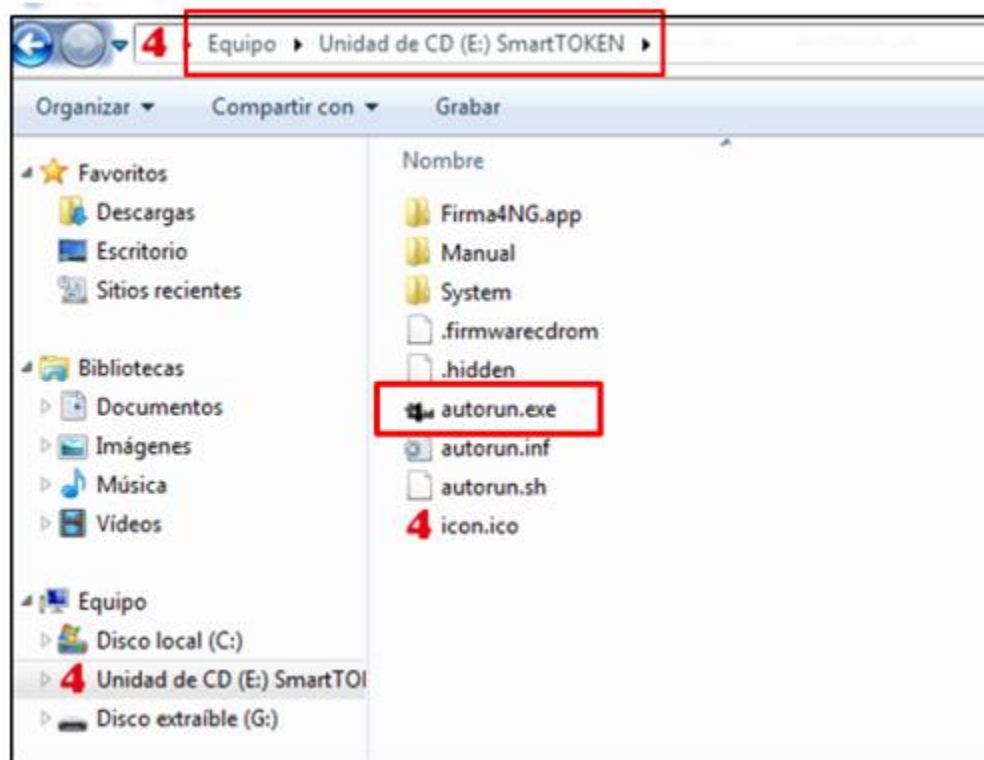 4 Equipo Unidad de CD (E:) SmartTOKEN
Organizar Compartir con Grabar
Favoritos
Descargas
Escritorio
Sitios recientes
Bibliotecas
Documentos
Imágenes
Música
Vídeos
Equipo
Disco local (C:)
4 Unidad de CD (E:) SmartTO
Disco extraíble (G:)
Nombre
Firma4NG.app
Manual
System
.firmwarecdrom
.hidden
autorun.exe
autorun.inf
autorun.sh
4 icon.ico